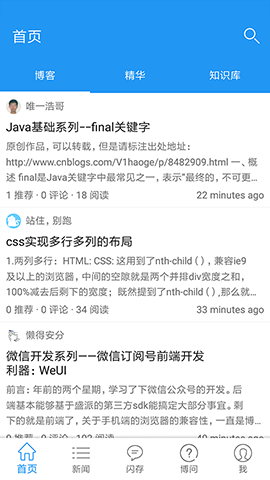 首页
博客 精华 知识库
唯一浩哥
Java基础系列--final关键字
原创作品，可以转载，但是请标注出处地址：
http://www.cnblogs.com/V1haoge/p/8482909.html 一、概
述 final是Java关键字中最常见之一，表示"最终的，不可更...
1 推荐 · 0 评论 · 18 阅读 22 minutes ago
站住，别跑
css实现多行多列的布局
1.两列多行：HTML: CSS: 这用到了nth-child（），兼容ie9
及以上的浏览器，中间的空隙就是两个并排div宽度之和，
100%减去后剩下的宽度；既然提到了nth-child（）,那么就...
0 推荐 · 0 评论 · 34 阅读 33 minutes ago
懒得安分
微信开发系列——微信订阅号前端开发
利器：WeUI
前言：年前的两个星期，学习了下微信公众号的开发。后
端基本能够基于盛派的第三方sdk能搞定大部分事宜。剩
下的就是前端了，关于手机端的浏览器的兼容性，一直是博...
1 推荐 · 0 评论 · 102 阅读 40 minutes ago
首页 新闻 闪存 博问 我